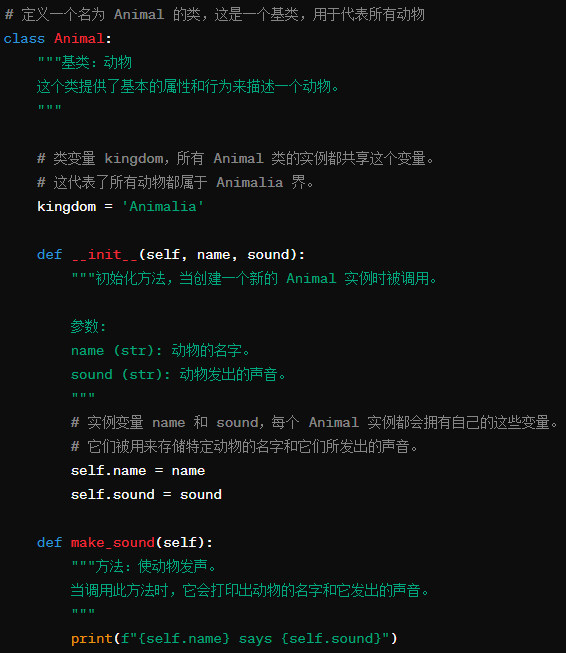 # 定义一个名为 Animal 的类，这是一个基类，用于代表所有动物
class Animal:
    """基类：动物
    这个类提供了基本的属性和行为来描述一个动物。
    """

    # 类变量 kingdom，所有 Animal 类的实例都共享这个变量。
    # 这代表了所有动物都属于 Animalia 界。
    kingdom = 'Animalia'

    def __init__(self, name, sound):
        """初始化方法，当创建一个新的 Animal 实例时被调用。

        参数:
        name (str): 动物的名字。
        sound (str): 动物发出的声音。
        """
        # 实例变量 name 和 sound，每个 Animal 实例都会拥有自己的这些变量。
        # 它们被用来存储特定动物的名字和它们所发出的声音。
        self.name = name
        self.sound = sound

    def make_sound(self):
        """方法：使动物发声。
        当调用此方法时，它会打印出动物的名字和它发出的声音。
        """
        print(f"{self.name} says {self.sound}")